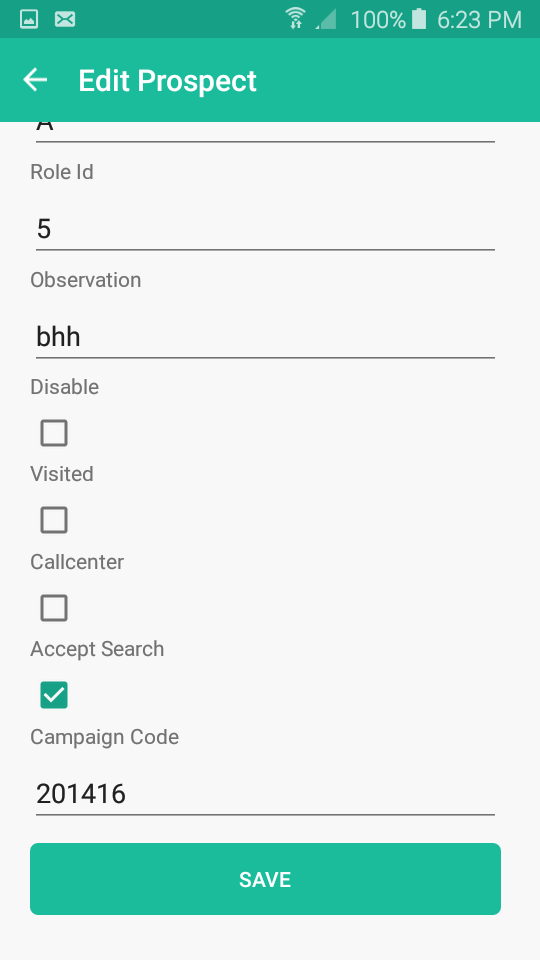 100% 6:23 PM
Edit Prospect
A
Role Id
5
Observation
bhh
Disable
Visited
Callcenter
Accept Search
Campaign Code
201416
SAVE